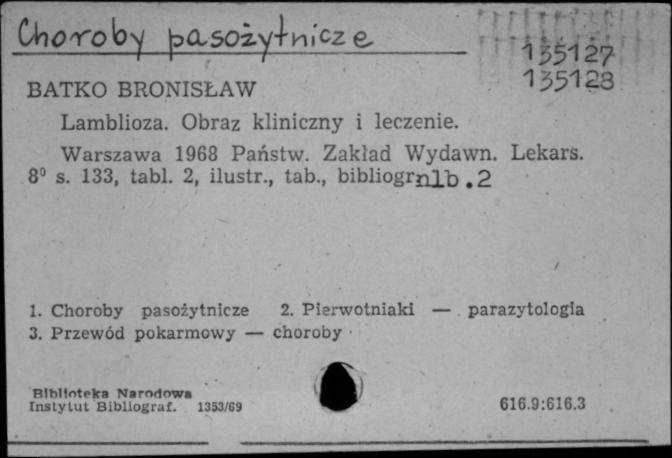 Choroby pasożytnicze
135127
135128
BATKO BRONISŁAW
Lamblioza. Obraz kliniczny i leczenie.
Warszawa 1968 Państw. Zakład Wydawn. Lekars.
8° s. 133, tabl. 2, ilustr., tab., bibliogr nlb.2
1. Choroby pasożytnicze 2. Pierwotniaki — parazytologia
3. Przewód pokarmowy — choroby
Biblioteka Narodowa
Instytut Bibliograf. 1353/69
616.9:616.3